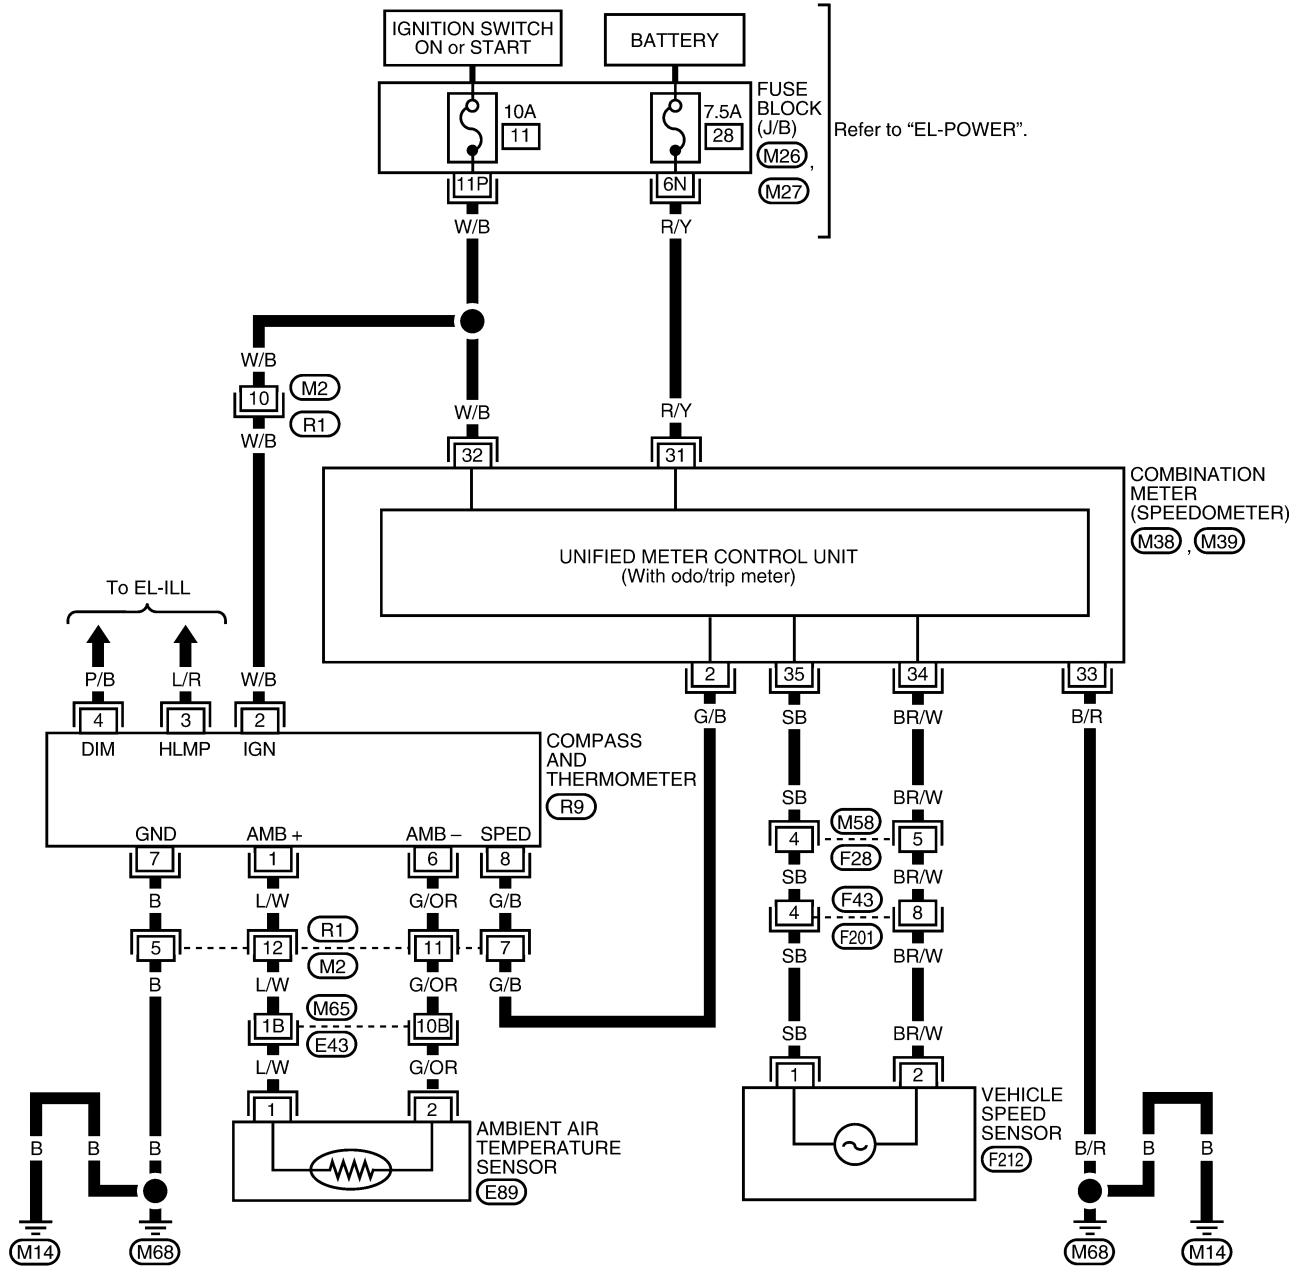 IGNITION SWITCH
ON or START
BATTERY
FUSE
BLOCK
(J/B)
M26 ,
M27
10A
11
7.5A
28
Refer to “EL-POWER”.
11P
6N
W/B
R/Y
W/B
10
M2
R1
W/B
W/B
R/Y
32
31
COMBINATION
METER
(SPEEDOMETER)
M38 , M39
UNIFIED METER CONTROL UNIT
(With odo/trip meter)
To EL-ILL
P/B
L/R
W/B
2
35
34
33
4
3
2
G/B
SB
BR/W
B/R
DIM
HLMP
IGN
COMPASS
AND
THERMOMETER
R9
GND
AMB +
AMB –
SPED
SB
BR/W
M58
4
5
F28
7
1
6
8
SB
BR/W
B
L/W
G/OR
G/B
F43
4
8
F201
R1
5
12
11
7
M2
SB
BR/W
B
L/W
G/OR
G/B
M65
1B
10B
E43
SB
BR/W
L/W
G/OR
1
2
1
2
VEHICLE
SPEED
SENSOR
F212
AMBIENT AIR
TEMPERATURE
SENSOR
E89
B
B
B
B/R
B
B
M14
M68
M68
M14